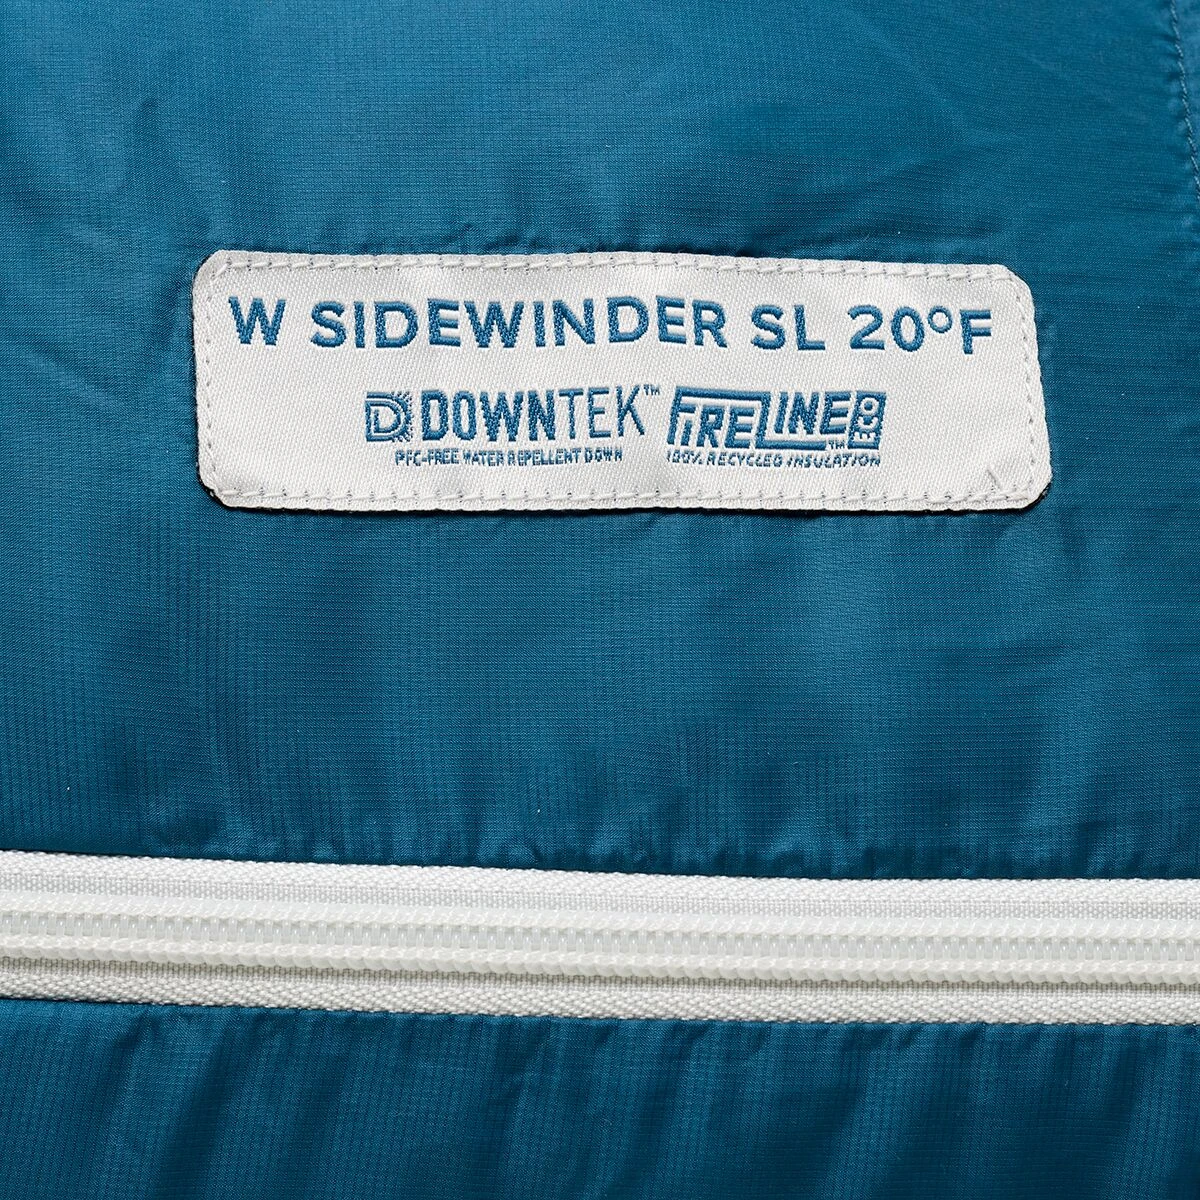 W SIDEWINDER SL 20°F
DOWNTEK™ FIRELINE™ ECO
PFC-FREE WATER REPELLENT DOWN 100% RECYCLED INSULATION